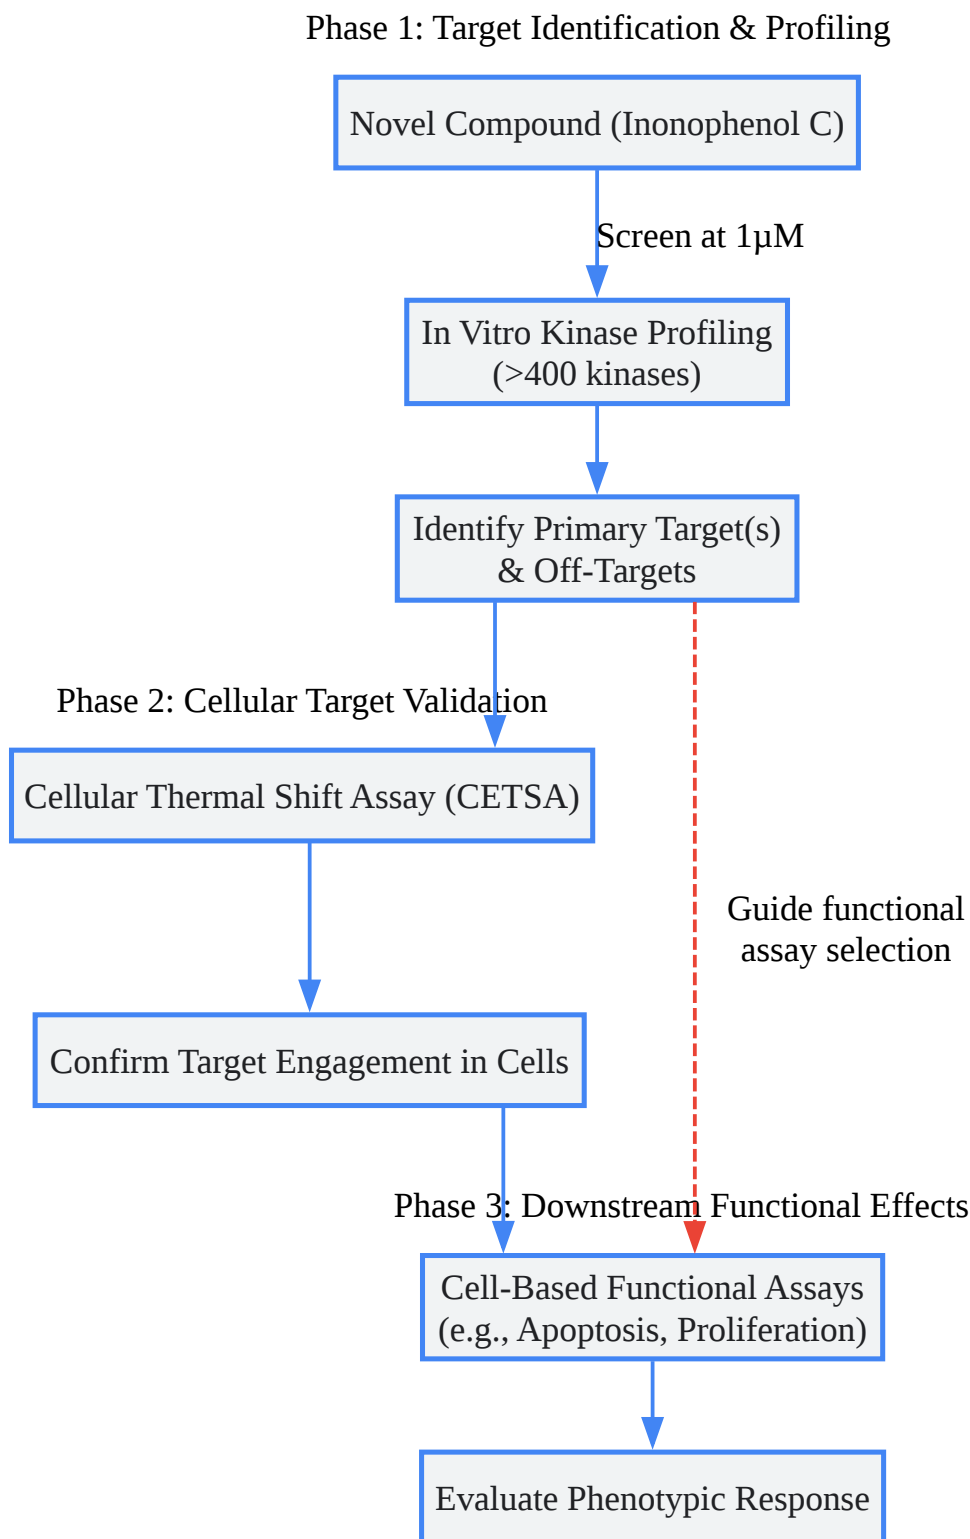 Phase 1: Target Identification & Profiling
Novel Compound (Inonophenol C)
Screen at 1µM
In Vitro Kinase Profiling
(>400 kinases)
Identify Primary Target(s)
& Off-Targets
Phase 2: Cellular Target Validation
Cellular Thermal Shift Assay (CETSA)
Guide functional
assay selection
Confirm Target Engagement in Cells
Phase 3: Downstream Functional Effects
Cell-Based Functional Assays
(e.g., Apoptosis, Proliferation)
Evaluate Phenotypic Response